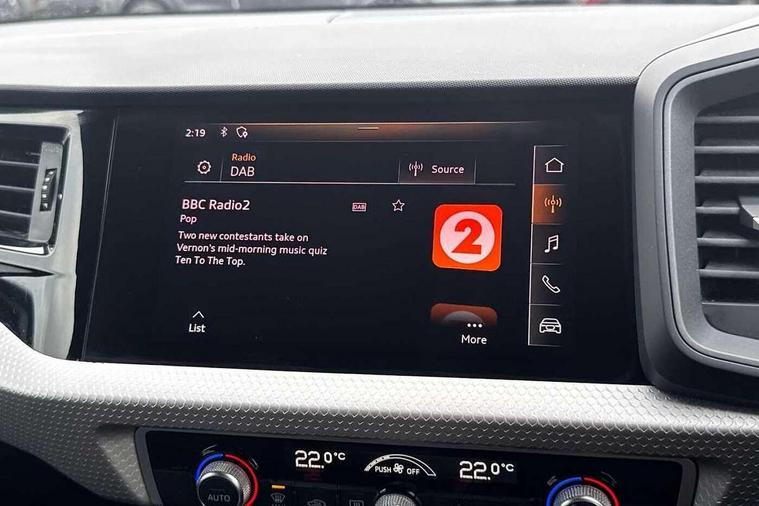 2:19
Radio
DAB
Source
BBC Radio2
DAB
Pop
2
Two new contestants take on
Vernon's mid-morning music quiz
Ten To The Top.
List
More
22.0°C
PUSH OFF
22.0°C
AUTO